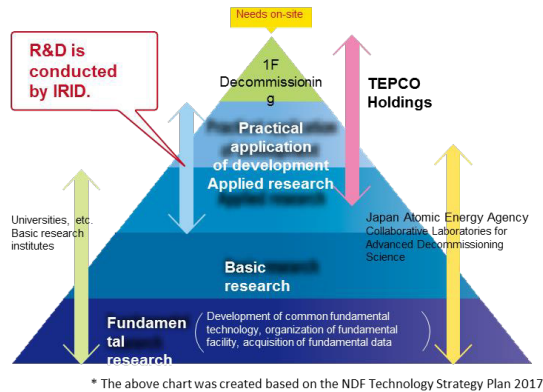 Needs on-site
R&D is
conducted
by IRID.
1F
Decommissionin
g
TEPCO
Holdings
Practical
application
of development
Applied research
Universities, etc.
Basic research
institutes
Japan Atomic Energy Agency
Collaborative Laboratories for
Advanced Decommissioning
Science
Basic
research
Fundamen
tal
research
Development of common fundamental
technology, organization of fundamental
facility, acquisition of fundamental data
* The above chart was created based on the NDF Technology Strategy Plan 2017